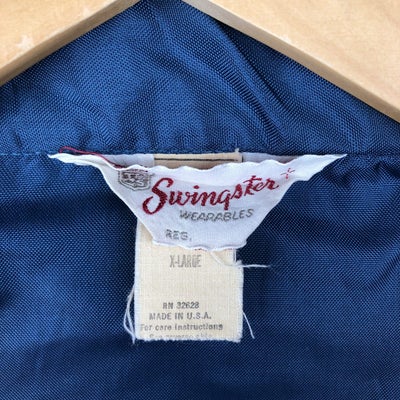 Swingster
WEARABLES
REG.
X-LARGE
RN 32628
MADE IN U.S.A.
For care instructions